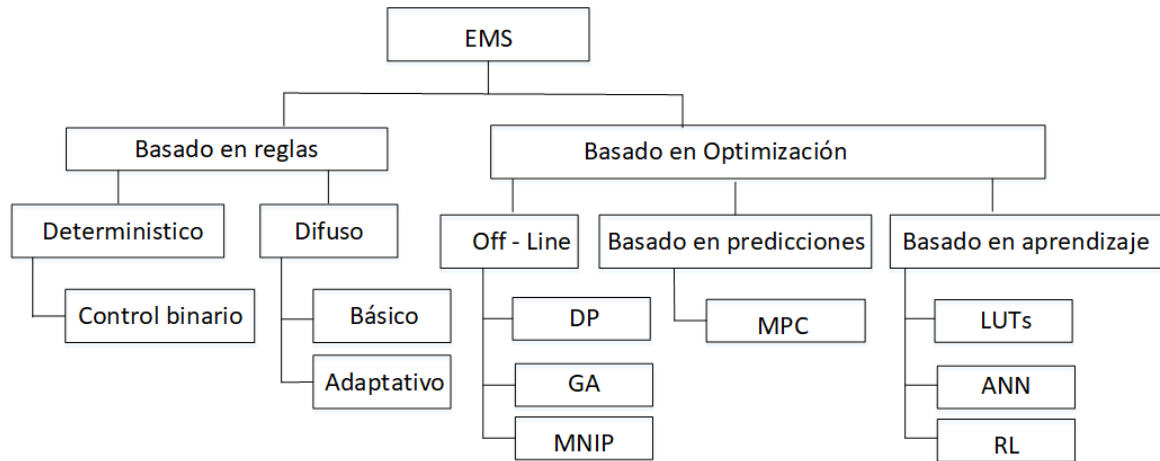 EMS
Basado en reglas
Basado en Optimización
Deterministico
Difuso
Off - Line
Basado en predicciones
Basado en aprendizaje
Control binario
Básico
Adaptativo
DP
GA
MNIP
MPC
LUTs
ANN
RL